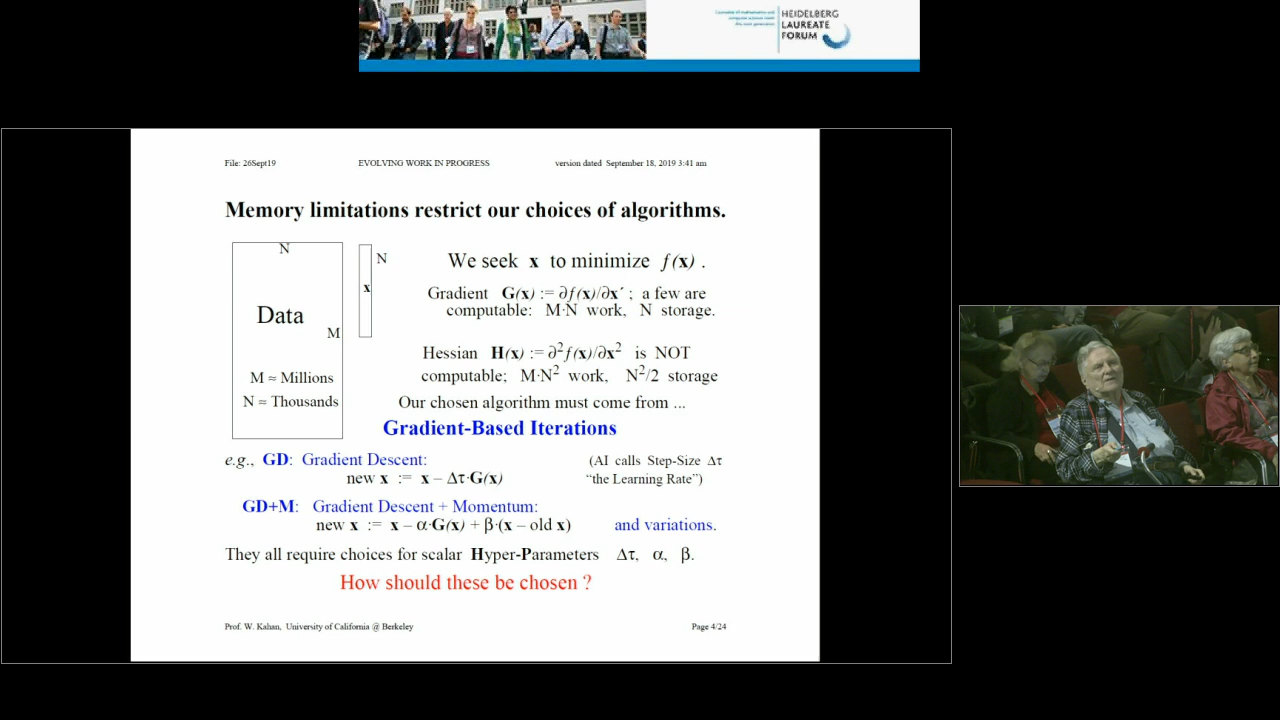 HEIDELBERG
LAUREATE
FORUM
File: 26Sept19 EVOLVING WORK IN PROGRESS version dated September 18, 2019 3:41 am
Memory limitations restrict our choices of algorithms.
N
N
x
Data
M
M ≈ Millions
N ≈ Thousands
We seek x to minimize ƒ(x) .
Gradient G(x) := ∂ƒ(x)/∂x´ ; a few are
computable: M·N work, N storage.
Hessian H(x) := ∂²ƒ(x)/∂x² is NOT
computable; M·N² work, N²/2 storage
Our chosen algorithm must come from ...
Gradient-Based Iterations
e.g., GD: Gradient Descent: (AI calls Step-Size Δτ
new x := x – Δτ·G(x) “the Learning Rate”)
GD+M: Gradient Descent + Momentum:
new x := x – α·G(x) + β·(x – old x) and variations.
They all require choices for scalar Hyper-Parameters Δτ, α, β.
How should these be chosen ?
Prof. W. Kahan, University of California @ Berkeley Page 4/24